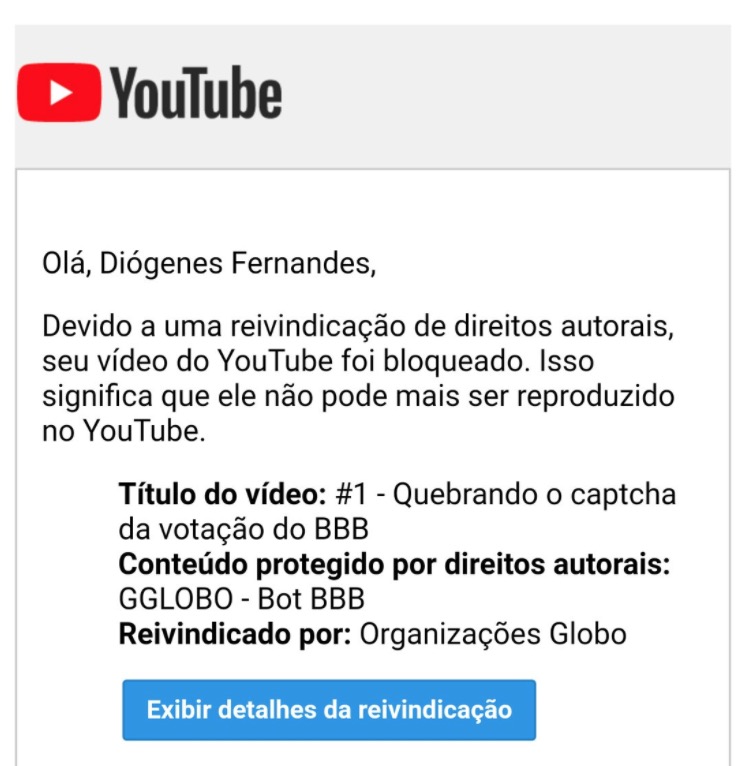 YouTube
Olá, Diógenes Fernandes,
Devido a uma reivindicação de direitos autorais,
seu vídeo do YouTube foi bloqueado. Isso
significa que ele não pode mais ser reproduzido
no YouTube.
Título do vídeo: #1 - Quebrando o captcha
da votação do BBB
Conteúdo protegido por direitos autorais:
GGLOBO - Bot BBB
Reivindicado por: Organizações Globo
Exibir detalhes da reivindicação